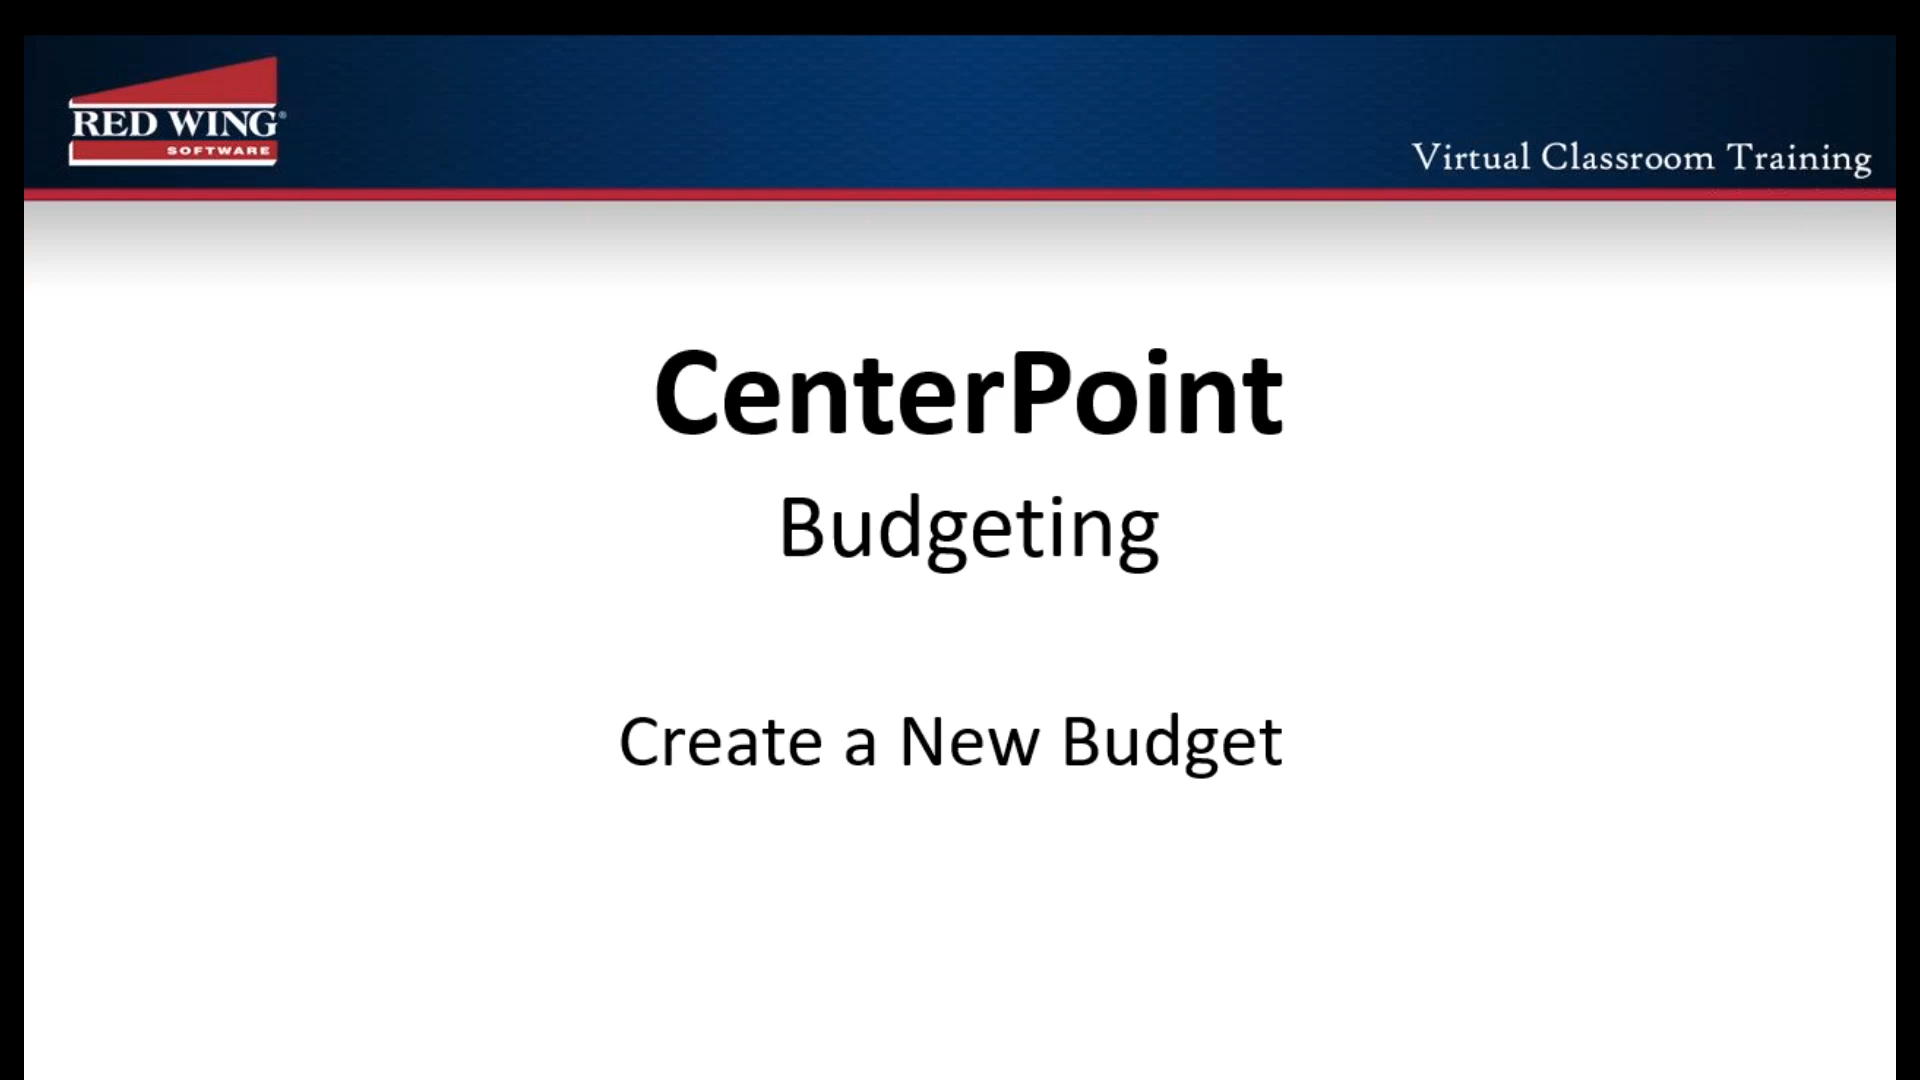 RED WING®
SOFTWARE
Virtual Classroom Training
CenterPoint
Budgeting
Create a New Budget